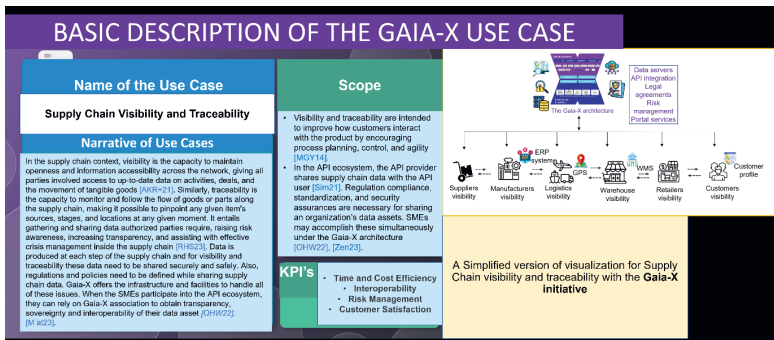 BASIC DESCRIPTION OF THE GAIA-X USE CASE
Name of the Use Case
Supply Chain Visibility and Traceability
Narrative of Use Cases
In the supply chain context, visibility is the capacity to maintain
openness and information accessibility across the network, giving all
parties involved access to up-to-date data on activities, deals, and
the movement of tangible goods [AKR+21]. Similarly, traceability is
the capacity to monitor and follow the flow of goods or parts along
the supply chain, making it possible to pinpoint any given item's
sources, stages, and locations at any given moment. It entails
gathering and sharing data authorized parties require, raising risk
awareness, increasing transparency, and assisting with effective
crisis management inside the supply chain [RHS23]. Data is
produced at each step of the supply chain and for visibility and
traceability these data need to be shared securely and safely. Also,
regulations and policies need to be defined while sharing supply
chain data. Gaia-X offers the infrastructure and facilities to handle all
of these issues. When the SMEs participate into the API ecosystem,
they can rely on Gaia-X association to obtain transparency,
sovereignty and interoperability of their data asset [OHW22],
[M¨at23].
Scope
• Visibility and traceability are intended
to improve how customers interact
with the product by encouraging
process planning, control, and agility
[MGY14].
• In the API ecosystem, the API provider
shares supply chain data with the API
user [Sim21]. Regulation compliance,
standardization, and security
assurances are necessary for sharing
an organization's data assets. SMEs
may accomplish these simultaneously
under the Gaia-X architecture
[OHW22], [Zen23].
KPI's
• Time and Cost Efficiency
• Interoperability
• Risk Management
• Customer Satisfaction
The Gaia-X architecture
Data servers
API integration
Legal
agreements
Risk
management
Portal services
ERP
system
GPS
WMS
Customer
profile
Suppliers
visibility
Manufacturers
visibility
Logistics
visibility
Warehouse
visibility
Retailers
visibility
Customers
visibility
A Simplified version of visualization for Supply
Chain visibility and traceability with the Gaia-X
initiative